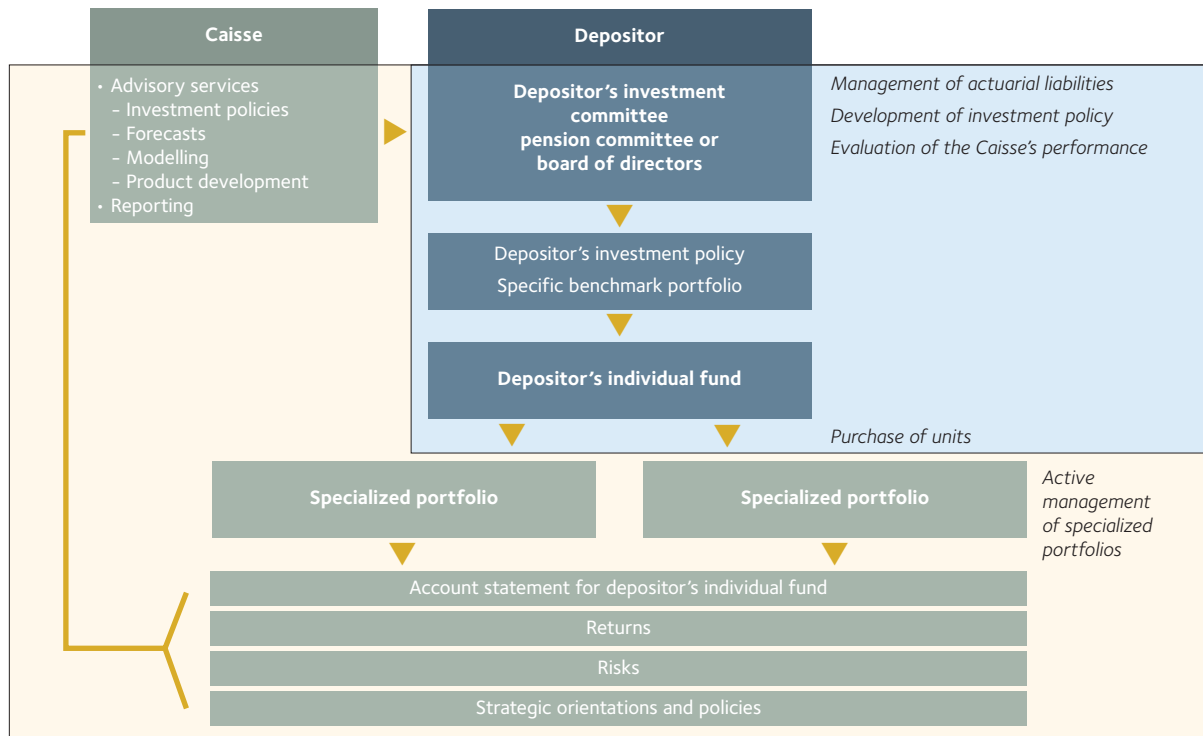 Caisse
• Advisory services
– Investment policies
– Forecasts
– Modelling
– Product development
• Reporting
Depositor
Depositor’s investment
committee
pension committee or
board of directors
Management of actuarial liabilities
Development of investment policy
Evaluation of the Caisse’s performance
Depositor’s investment policy
Specific benchmark portfolio
Depositor’s individual fund
Purchase of units
Specialized portfolio
Specialized portfolio
Active
management
of specialized
portfolios
Account statement for depositor’s individual fund
Returns
Risks
Strategic orientations and policies